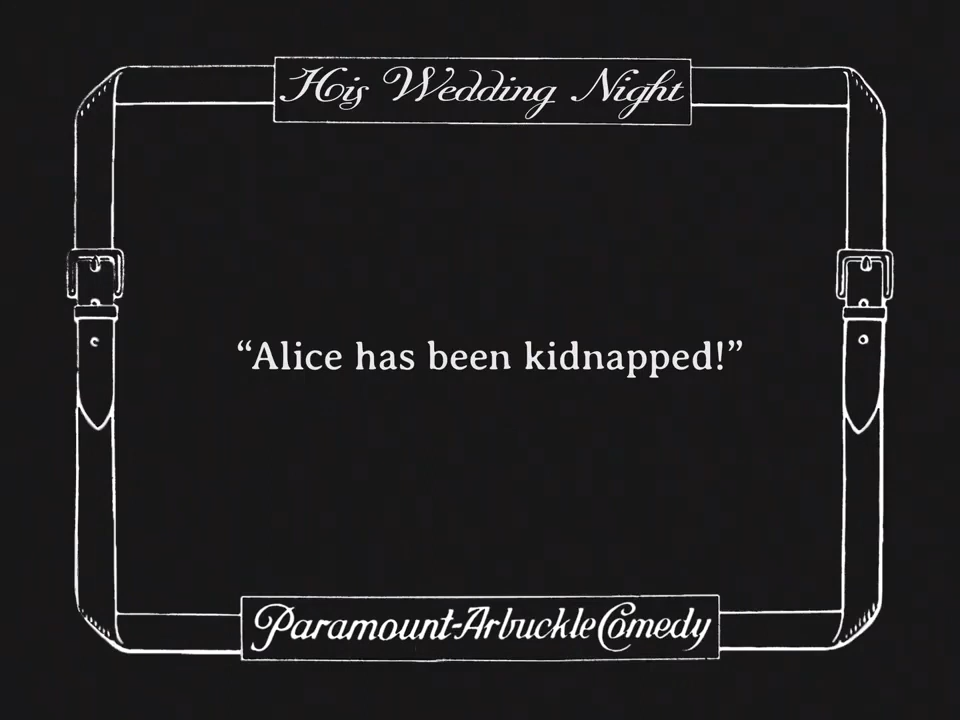 His Wedding Night
“Alice has been kidnapped!”
Paramount-Arbuckle Comedy